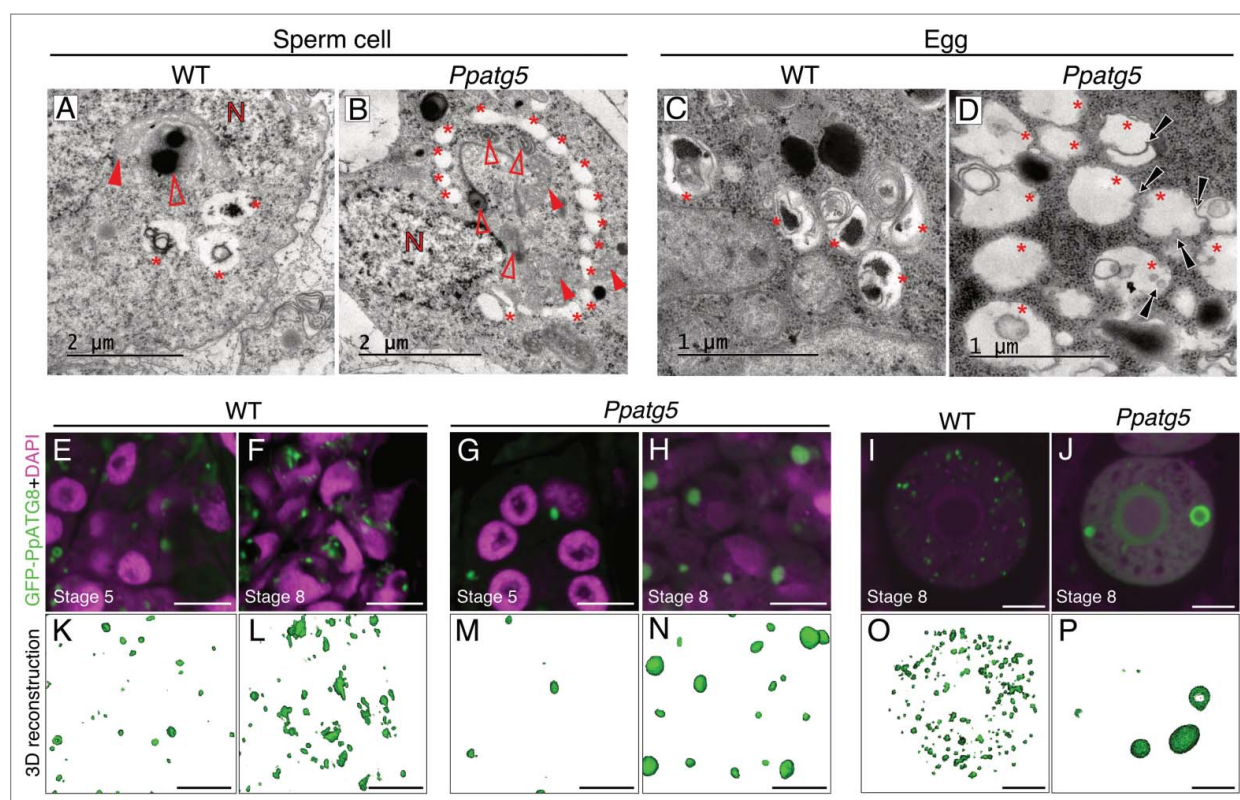 Sperm cell
Egg
WT
Ppatg5
WT
Ppatg5
A
N
2 µm
B
N
2 µm
C
1 µm
D
1 µm
WT
Ppatg5
WT
Ppatg5
GFP-PpATG8+DAPI
E
Stage 5
F
Stage 8
G
Stage 5
H
Stage 8
I
Stage 8
J
Stage 8
3D reconstruction
K
L
M
N
O
P